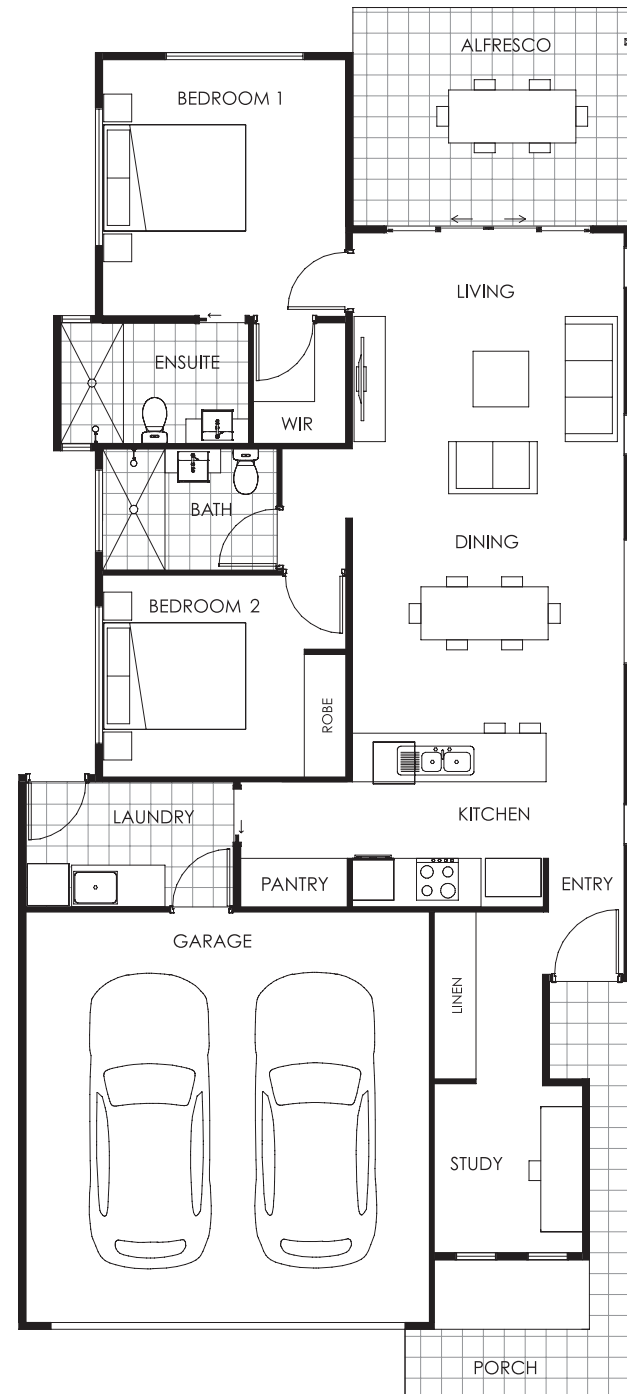 ALFRESCO
BEDROOM 1
LIVING
ENSUITE
WIR
BATH
DINING
BEDROOM 2
ROBE
LAUNDRY
KITCHEN
PANTRY
ENTRY
GARAGE
LINEN
STUDY
PORCH